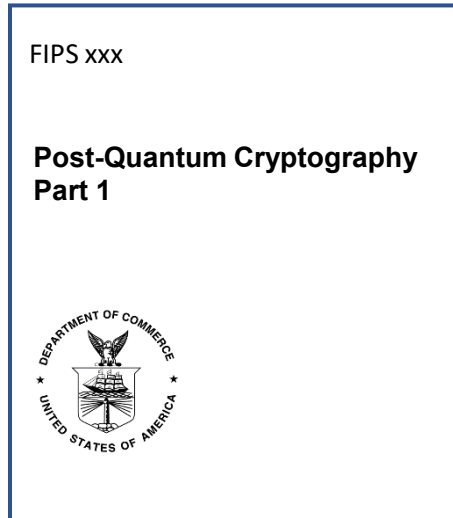 FIPS xxx
Post-Quantum Cryptography
Part 1
DEPARTMENT OF COMMERCE
★ UNITED STATES OF AMERICA ★